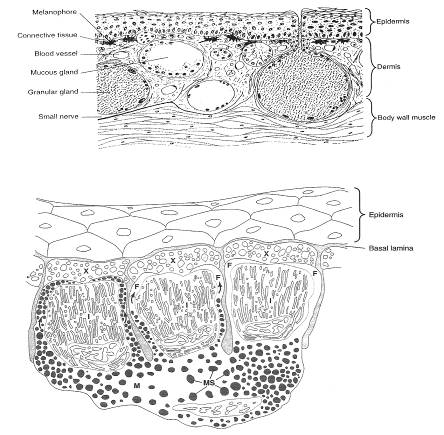 Melanophore
Connective tissue
Blood vessel
Mucous gland
Granular gland
Small nerve
Epidermis
Dermis
Body wall muscle
Epidermis
Basal lamina
X
X
X
F
F
F
F
I
I
I
M
MS